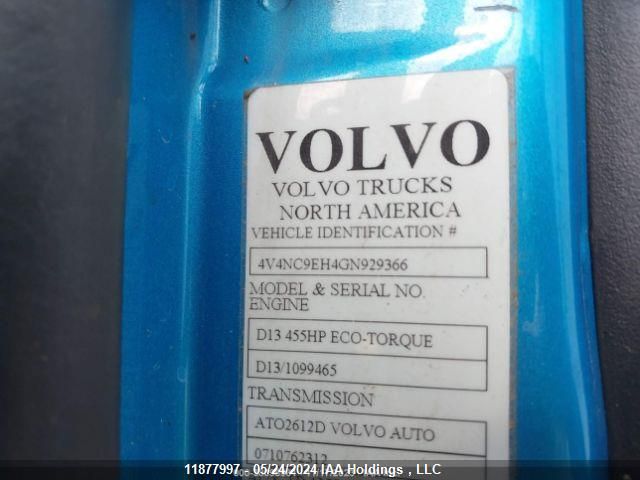 VOLVO
VOLVO TRUCKS
NORTH AMERICA
VEHICLE IDENTIFICATION #
4V4NC9EH4GN929366
MODEL & SERIAL NO.
ENGINE
D13 455HP ECO-TORQUE
D13/1099465
TRANSMISSION
ATO2612D VOLVO AUTO
0710762312
11877997 - 05/24/2024 IAA Holdings , LLC